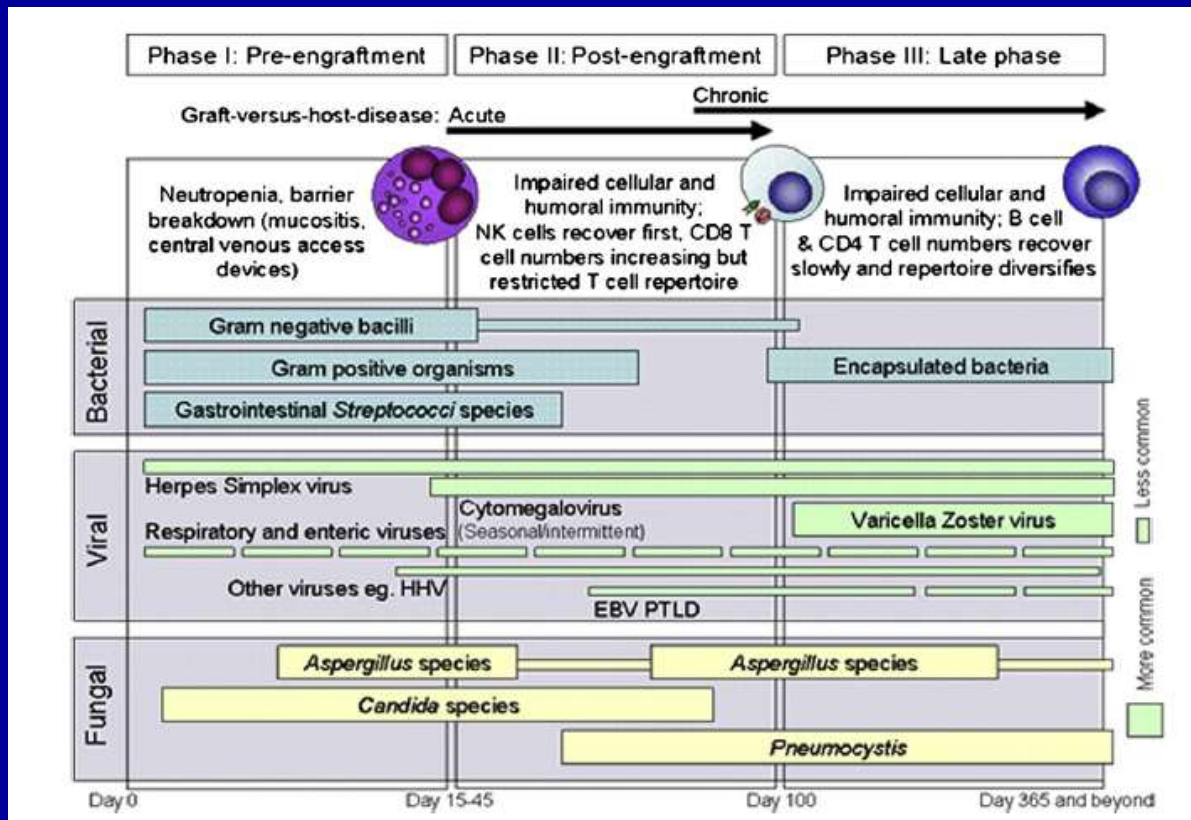 Phase I: Pre-engraftment
Phase II: Post-engraftment
Phase III: Late phase
Chronic
Graft-versus-host-disease: Acute
Neutropenia, barrier
breakdown (mucositis,
central venous access
devices)
Impaired cellular and
humoral immunity;
NK cells recover first, CD8 T
cell numbers increasing but
restricted T cell repertoire
Impaired cellular and
humoral immunity; B cell
& CD4 T cell numbers recover
slowly and repertoire diversifies
Bacterial
Gram negative bacilli
Gram positive organisms
Encapsulated bacteria
Gastrointestinal Streptococci species
Viral
Herpes Simplex virus
Cytomegalovirus
Varicella Zoster virus
Respiratory and enteric viruses (Seasonal/intermittent)
Other viruses eg. HHV
EBV PTLD
Less common
More common
Fungal
Aspergillus species
Aspergillus species
Candida species
Pneumocystis
Day 0
Day 15-45
Day 100
Day 365 and beyond